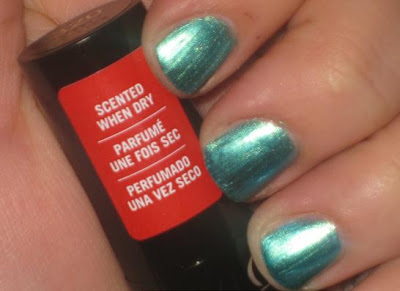 SCENTED
WHEN DRY
PARFUMÉ
UNE FOIS SEC
PERFUMADO
UNA VEZ SECO